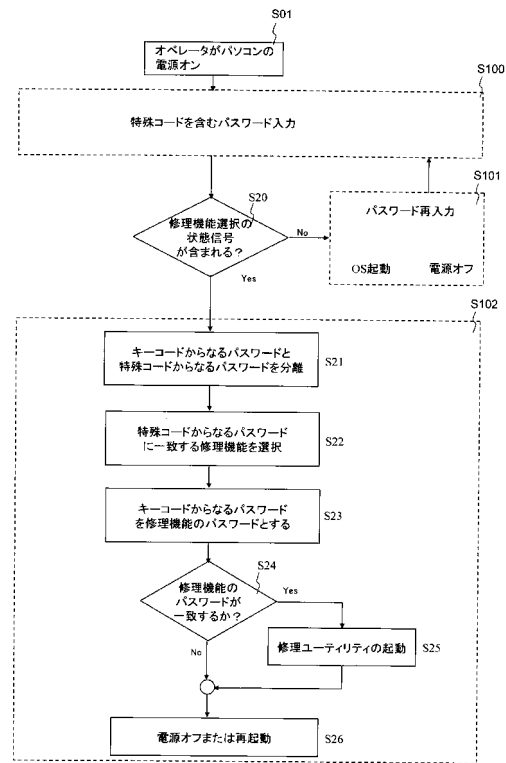 S01
オペレータがパソコンの
電源オン
S100
特殊コードを含むパスワード入力
S101
S20
修理機能選択の
状態信号
が含まれる？
No
パスワード再入力
OS起動 電源オフ
Yes
S102
キーコードからなるパスワードと
特殊コードからなるパスワードを分離
S21
特殊コードからなるパスワード
に一致する修理機能を選択
S22
キーコードからなるパスワード
を修理機能のパスワードとする
S23
S24
修理機能の
パスワードが
一致するか？
Yes
修理ユーティリティの起動
S25
No
電源オフまたは再起動
S26